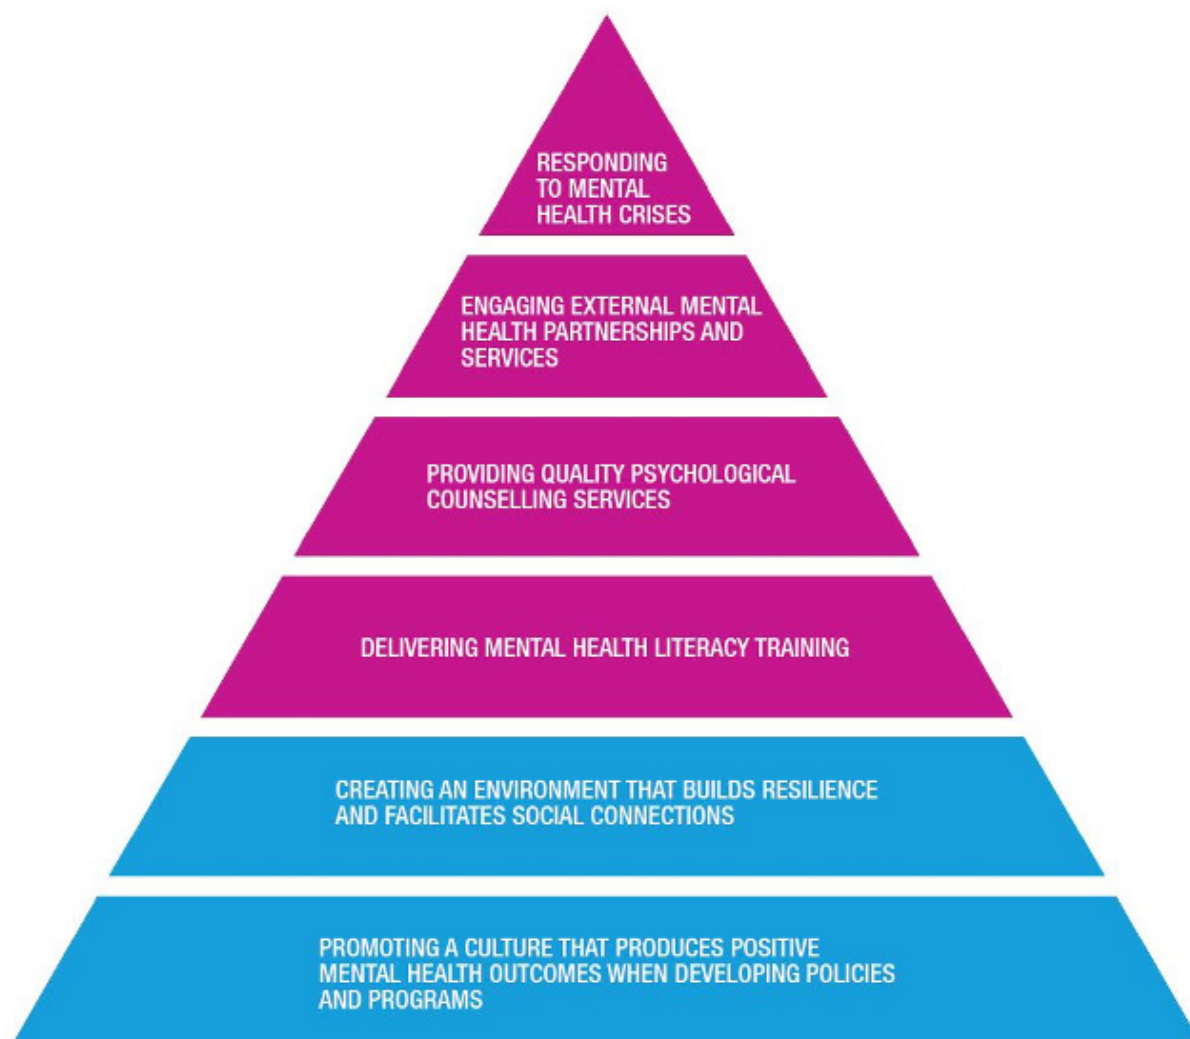 RESPONDING
TO MENTAL
HEALTH CRISES
ENGAGING EXTERNAL MENTAL
HEALTH PARTNERSHIPS AND
SERVICES
PROVIDING QUALITY PSYCHOLOGICAL
COUNSELLING SERVICES
DELIVERING MENTAL HEALTH LITERACY TRAINING
CREATING AN ENVIRONMENT THAT BUILDS RESILIENCE
AND FACILITATES SOCIAL CONNECTIONS
PROMOTING A CULTURE THAT PRODUCES POSITIVE
MENTAL HEALTH OUTCOMES WHEN DEVELOPING POLICIES
AND PROGRAMS